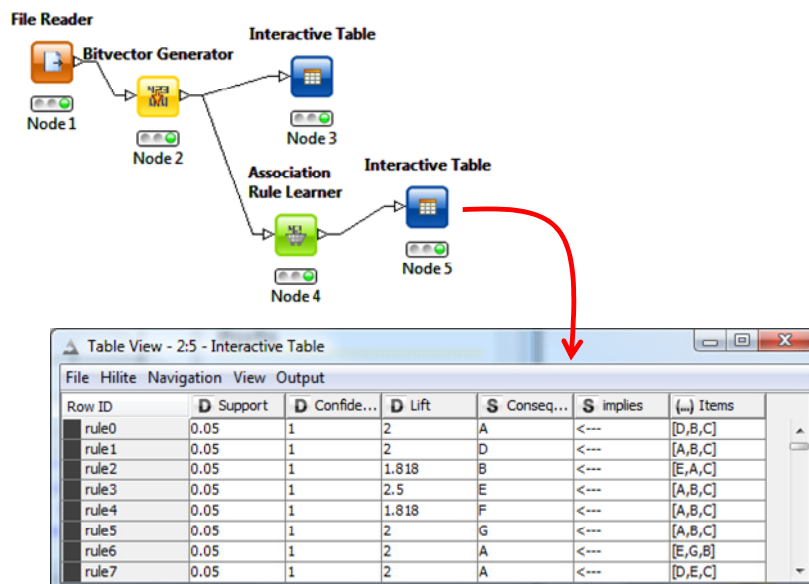 File Reader
Bitvector Generator
Interactive Table
Node 1
Node 2
Node 3
Association
Rule Learner
Interactive Table
Node 4
Node 5
Table View - 2:5 - Interactive Table
File Hilite Navigation View Output
Row ID D Support D Confide... D Lift S Conseq... S implies (...) Items
rule0 0.05 1 2 A <--- [D,B,C]
rule1 0.05 1 2 D <--- [A,B,C]
rule2 0.05 1 1.818 B <--- [E,A,C]
rule3 0.05 1 2.5 E <--- [A,B,C]
rule4 0.05 1 1.818 F <--- [A,B,C]
rule5 0.05 1 2 G <--- [A,B,C]
rule6 0.05 1 2 A <--- [E,G,B]
rule7 0.05 1 2 A <--- [D,E,C]